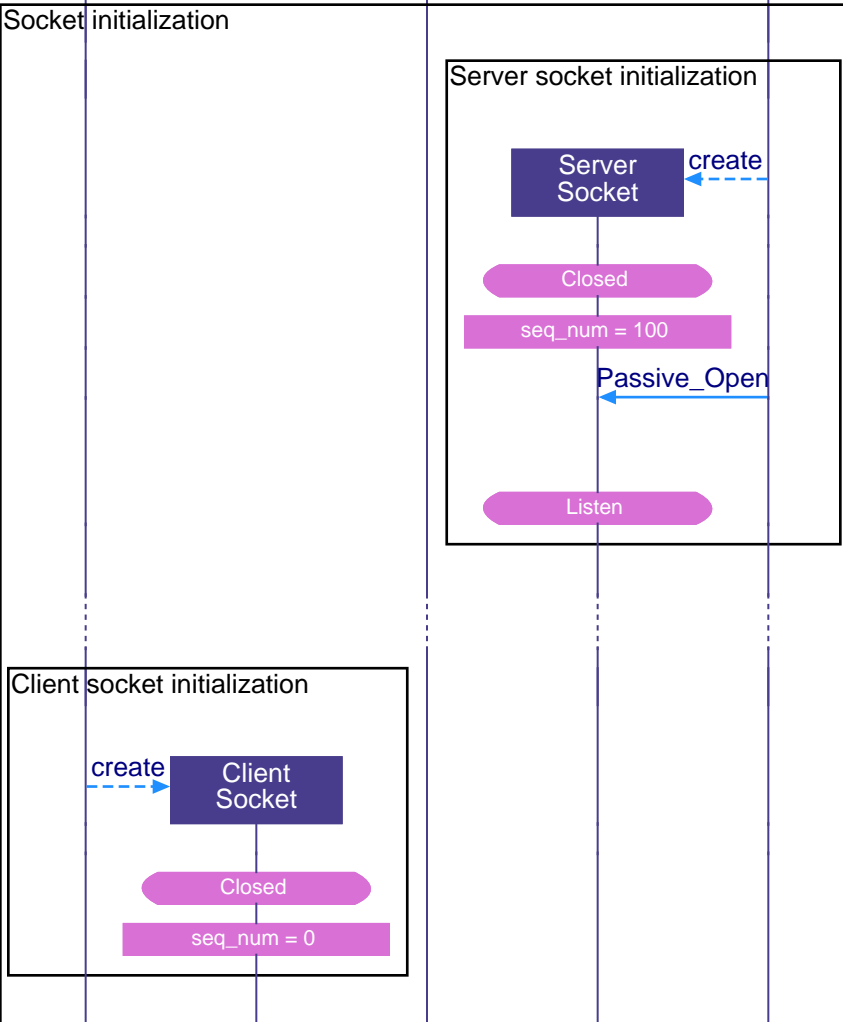 Socket initialization
Server socket initialization
Server
Socket
create
Closed
seq_num = 100
Passive_Open
Listen
Client socket initialization
create
Client
Socket
Closed
seq_num = 0